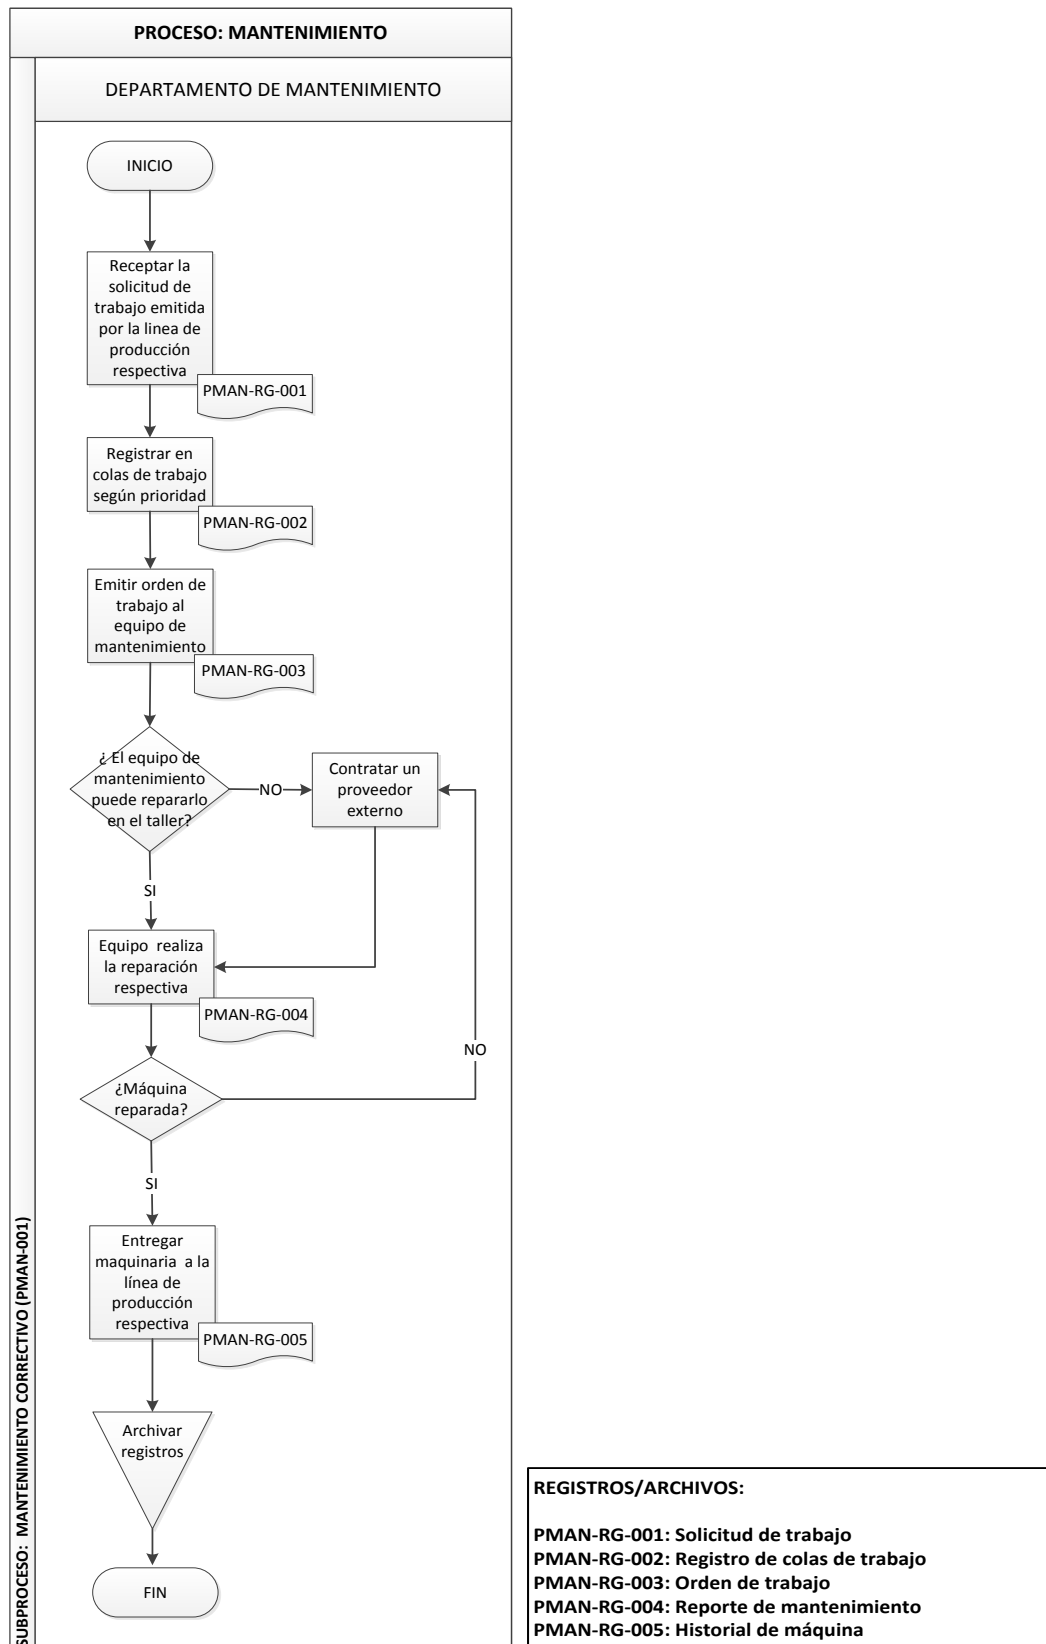 PROCESO: MANTENIMIENTO
DEPARTAMENTO DE MANTENIMIENTO
SUBPROCESO: MANTENIMIENTO CORRECTIVO (PMAN-001)
INICIO
Receptar la
solicitud de
trabajo emitida
por la linea de
producción
respectiva
PMAN-RG-001
Registrar en
colas de trabajo
según prioridad
PMAN-RG-002
Emitir orden de
trabajo al
equipo de
mantenimiento
PMAN-RG-003
¿ El equipo de
mantenimiento
puede repararlo
en el taller?
NO
Contratar un
proveedor
externo
SI
Equipo realiza
la reparación
respectiva
PMAN-RG-004
NO
¿Máquina
reparada?
SI
Entregar
maquinaria a la
línea de
producción
respectiva
PMAN-RG-005
Archivar
registros
FIN
REGISTROS/ARCHIVOS:
PMAN-RG-001: Solicitud de trabajo
PMAN-RG-002: Registro de colas de trabajo
PMAN-RG-003: Orden de trabajo
PMAN-RG-004: Reporte de mantenimiento
PMAN-RG-005: Historial de máquina